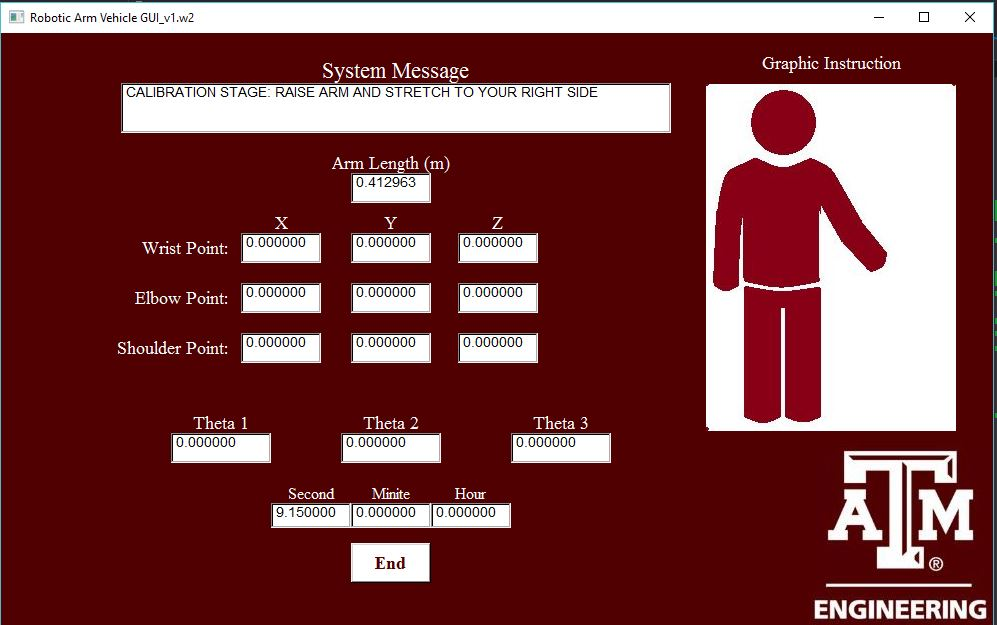 Robotic Arm Vehicle GUI_v1.w2
System Message
CALIBRATION STAGE: RAISE ARM AND STRETCH TO YOUR RIGHT SIDE
Graphic Instruction
Arm Length (m)
0.412963
X Y Z
Wrist Point: 0.000000 0.000000 0.000000
Elbow Point: 0.000000 0.000000 0.000000
Shoulder Point: 0.000000 0.000000 0.000000
Theta 1 Theta 2 Theta 3
0.000000 0.000000 0.000000
Second Minite Hour
9.150000 0.000000 0.000000
End
ATM®
ENGINEERING